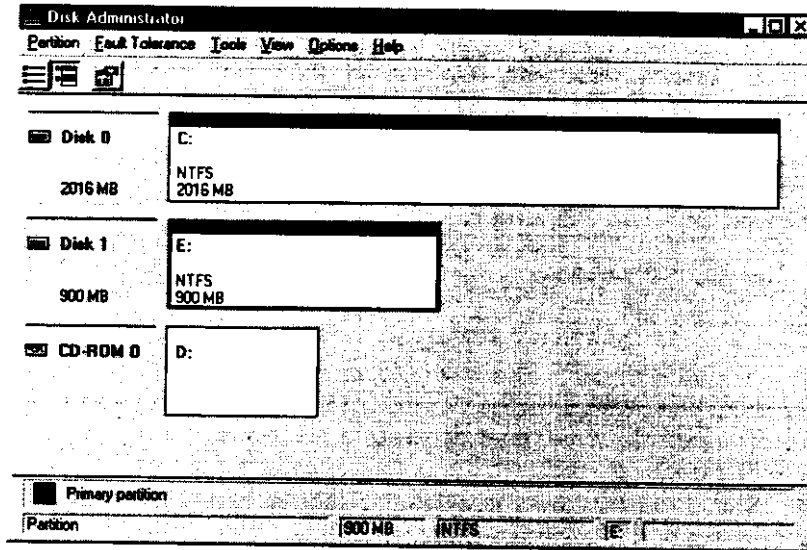 Disk Administrator
Partition Fault Tolerance Tools View Options Help
Disk 0
2016 MB
C:
NTFS
2016 MB
Disk 1
900 MB
E:
NTFS
900 MB
CD-ROM 0
D:
Primary partition
Partition 900 MB NTFS E: